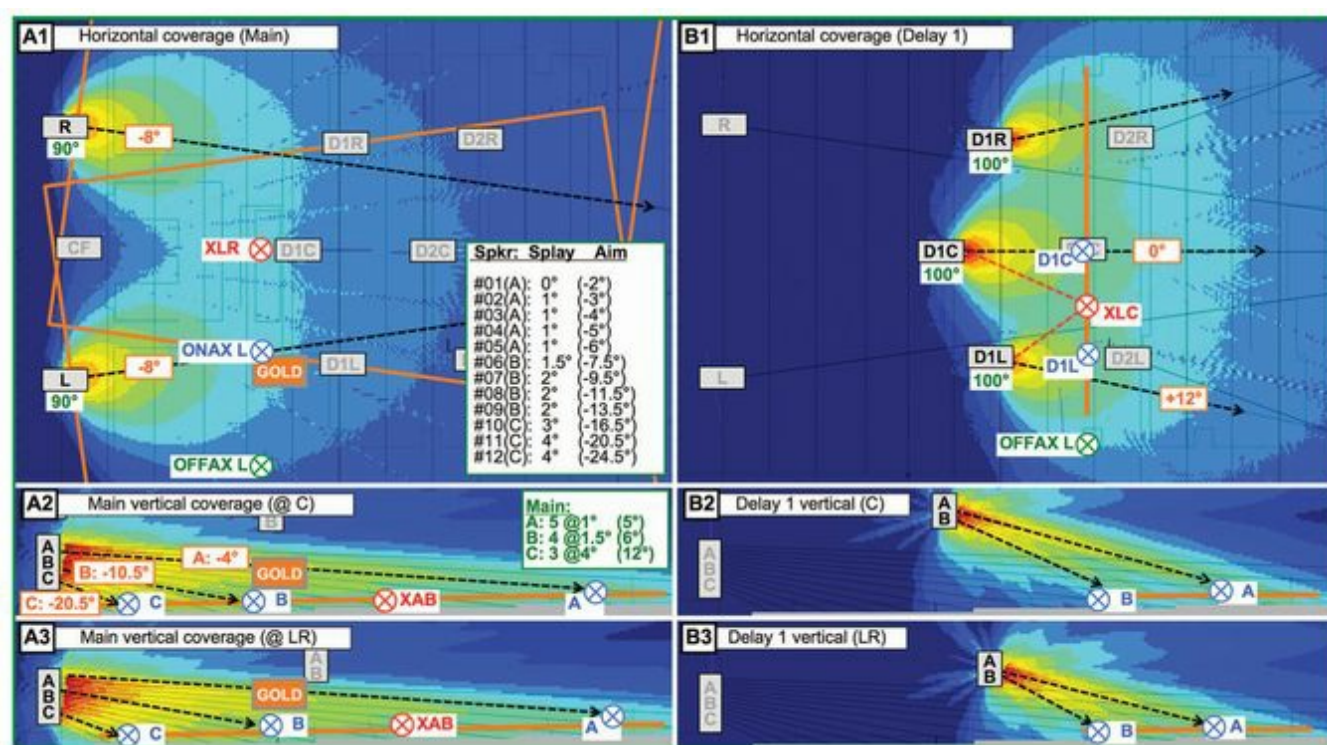 A1 Horizontal coverage (Main)
R
90°
-8°
D1R
D2R
CF
XLR
D1C
D2C
ONAX L
GOLD
D1L
L
L
-8°
90°
OFFAX L
Spkr: Splay Aim
#01(A): 0° (-2°)
#02(A): 1° (-3°)
#03(A): 1° (-4°)
#04(A): 1° (-5°)
#05(A): 1° (-6°)
#06(B): 1.5° (-7.5°)
#07(B): 2° (-9.5°)
#08(B): 2° (-11.5°)
#09(B): 2° (-13.5°)
#10(C): 3° (-16.5°)
#11(C): 4° (-20.5°)
#12(C): 4° (-24.5°)
B1 Horizontal coverage (Delay 1)
R
D1R
100°
D2R
D1C
100°
D1C
0°
XLC
L
D1L
100°
D1L
D2L
+12°
OFFAX L
A2 Main vertical coverage (@ C)
B
Main:
A: 5 @1° (5°)
B: 4 @1.5° (6°)
C: 3 @4° (12°)
A
B
C
A: -4°
B: -10.5°
GOLD
C: -20.5°
C
B
XAB
A
B2 Delay 1 vertical (C)
A
B
A
B
C
B
A
A3 Main vertical coverage (@ LR)
A
B
A
B
C
GOLD
C
B
XAB
A
B3 Delay 1 vertical (LR)
A
B
A
B
C
B
A